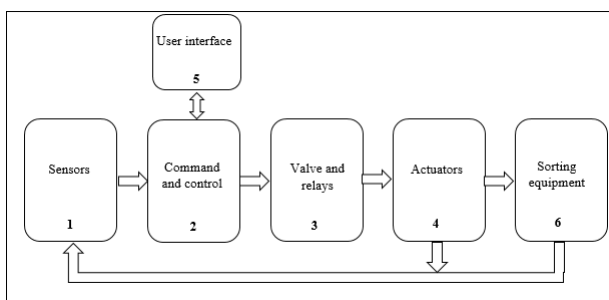 User interface
5
Sensors
1
Command
and control
2
Valve and
relays
3
Actuators
4
Sorting
equipment
6